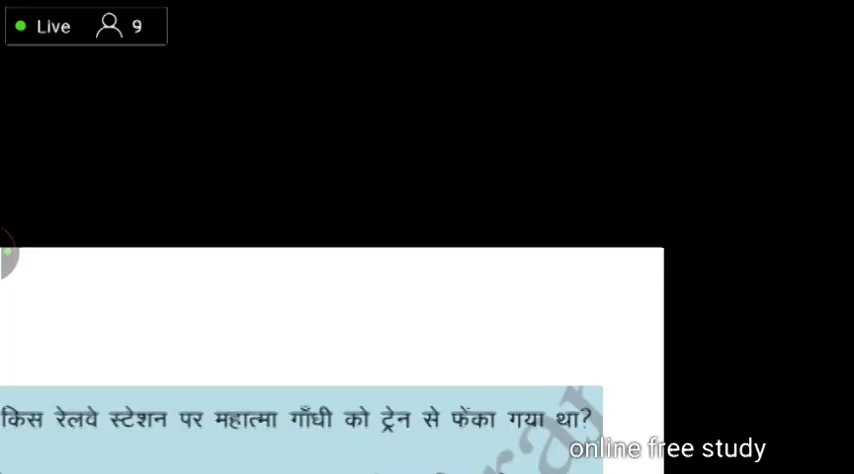 Live 9
किस रेलवे स्टेशन पर महात्मा गाँधी को ट्रेन से फेंका गया था?
online free study